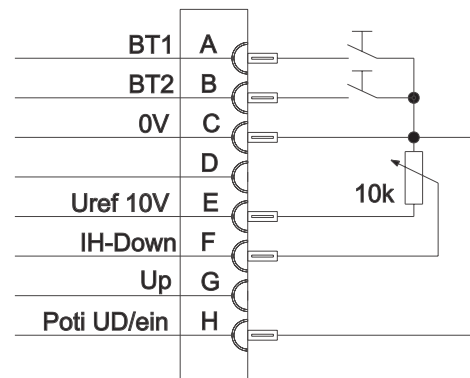 BT1 A
BT2 B
0V C
D
Uref 10V E
10k
IH-Down F
Up G
Poti UD/ein H